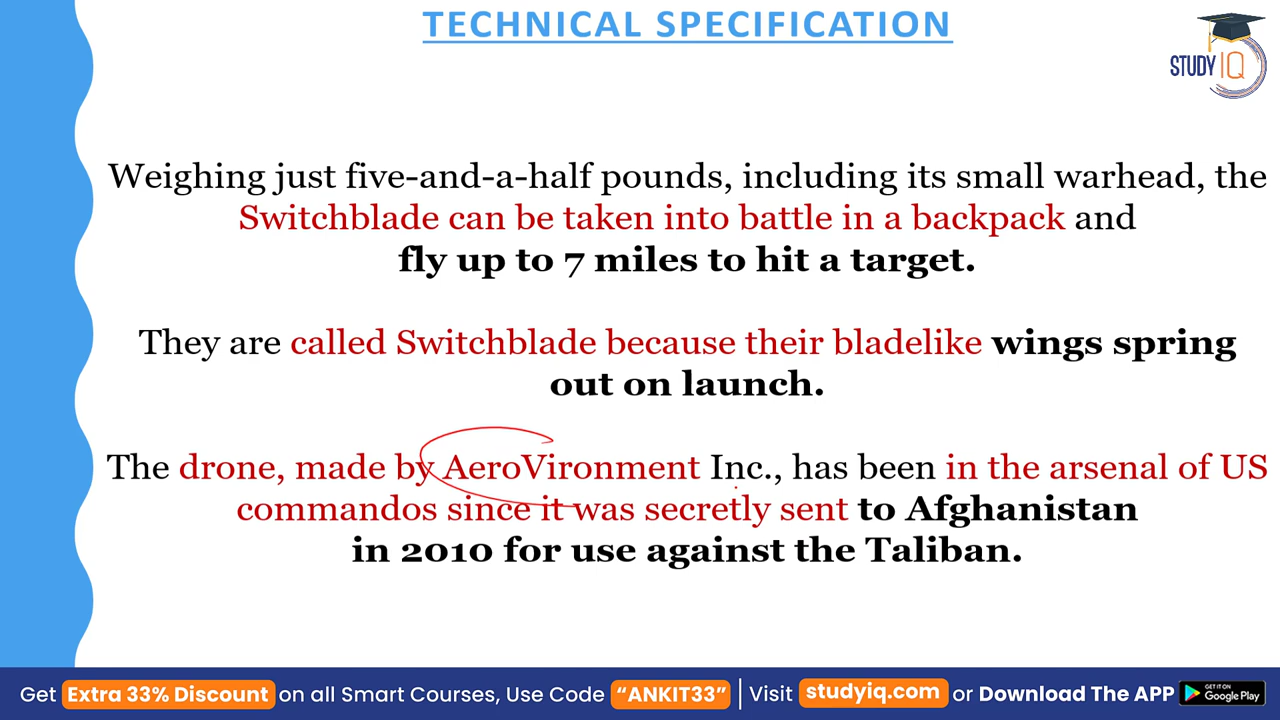 TECHNICAL SPECIFICATION
STUDY IQ
Weighing just five-and-a-half pounds, including its small warhead, the
Switchblade can be taken into battle in a backpack and
fly up to 7 miles to hit a target.
They are called Switchblade because their bladelike wings spring
out on launch.
The drone, made by AeroVironment Inc., has been in the arsenal of US
commandos since it was secretly sent to Afghanistan
in 2010 for use against the Taliban.
Get Extra 33% Discount on all Smart Courses, Use Code “ANKIT33” Visit studyiq.com or Download The APP GET IT ON Google Play